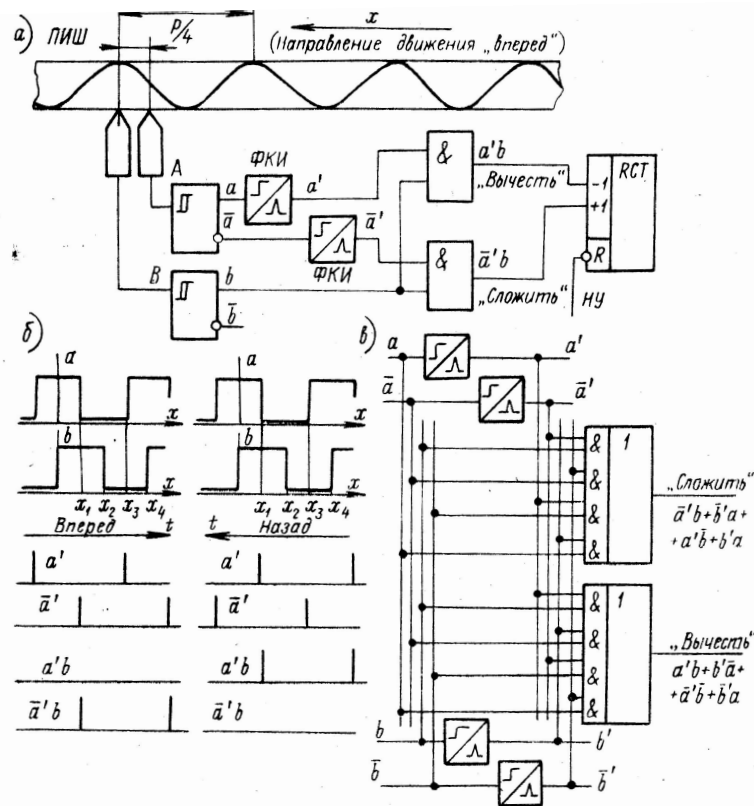 а) ПИШ
P/4
x
(Направление движения „вперед")
A
ФКИ
a
a'
&
a'b
„Вычесть"
-1
RCT
+1
R
НУ
ā
ā'
ФКИ
&
ā'b
„Сложить"
B
b
b̄
б)
a
x
b
x
x₁ x₂ x₃ x₄
Вперед t
a'
ā'
a'b
ā'b
a
x
b
x
x₁ x₂ x₃ x₄
t Назад
a'
ā'
a'b
ā'b
в)
a
a'
ā
ā'
& 1
&
&
&
„Сложить"
ā'b+b̄'a+
+a'b̄+b'a
& 1
&
&
&
„Вычесть"
a'b+b'ā+
+ā'b̄+b̄'a
b
b'
b̄
b̄'